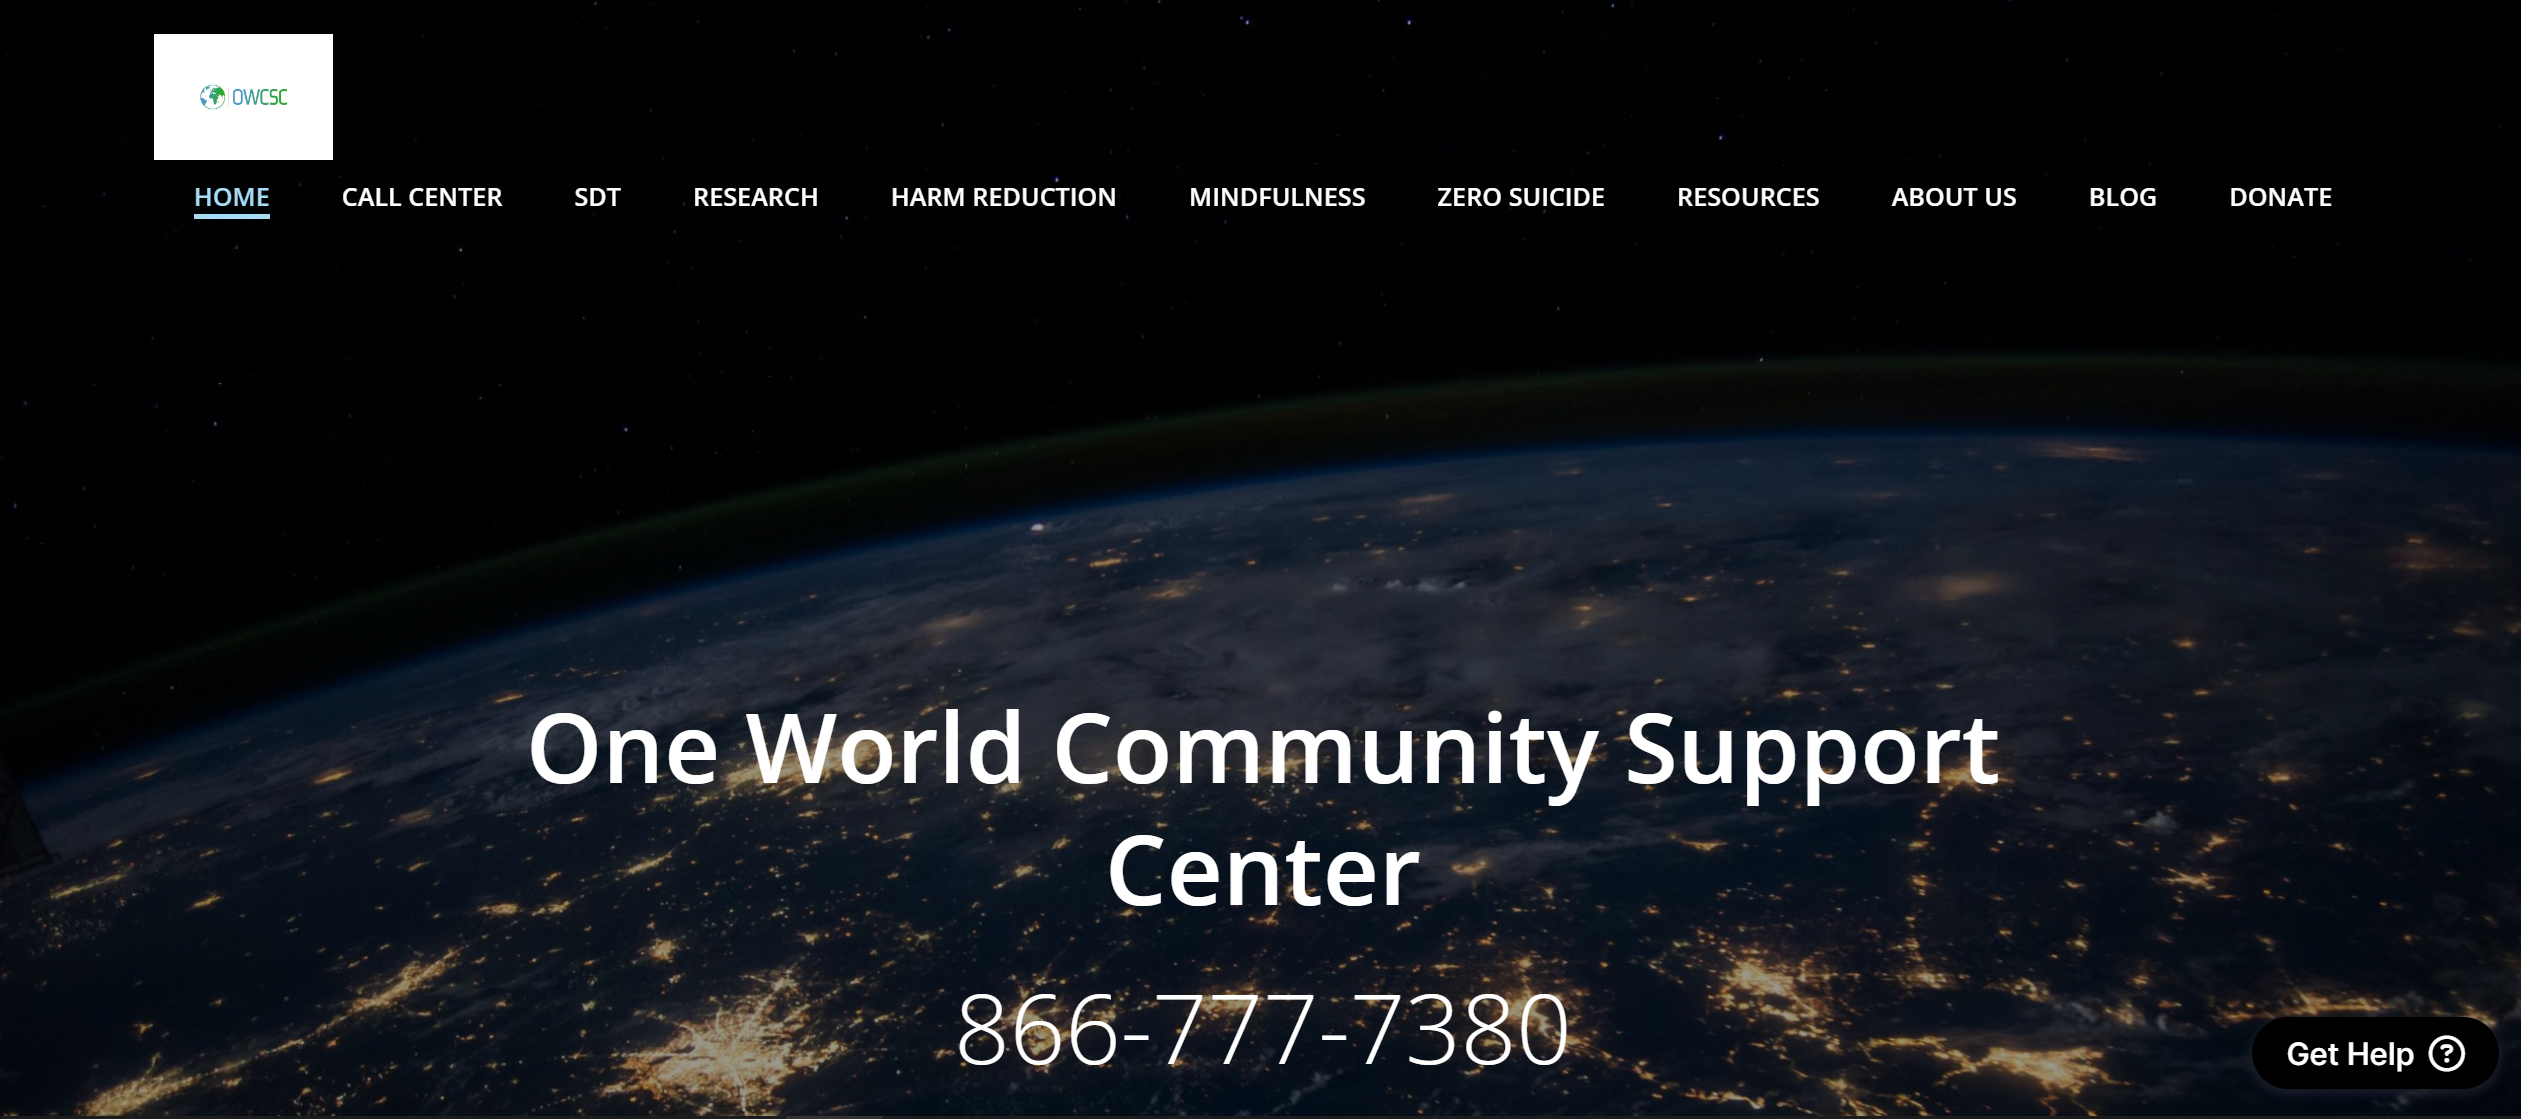 OWCSC
HOME CALL CENTER SDT RESEARCH HARM REDUCTION MINDFULNESS ZERO SUICIDE RESOURCES ABOUT US BLOG DONATE
One World Community Support
Center
866-777-7380
Get Help ?